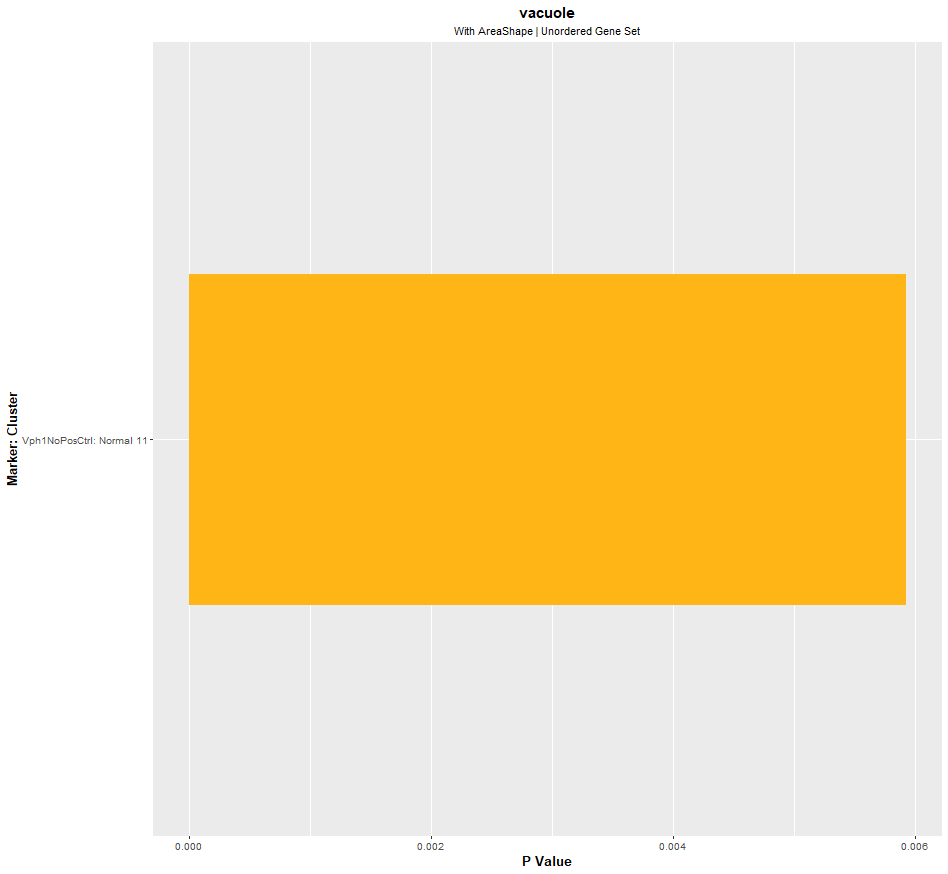 vacuole
With AreaShape | Unordered Gene Set
Marker: Cluster
Vph1NoPosCtrl: Normal 11
0.000
0.002
0.004
0.006
P Value